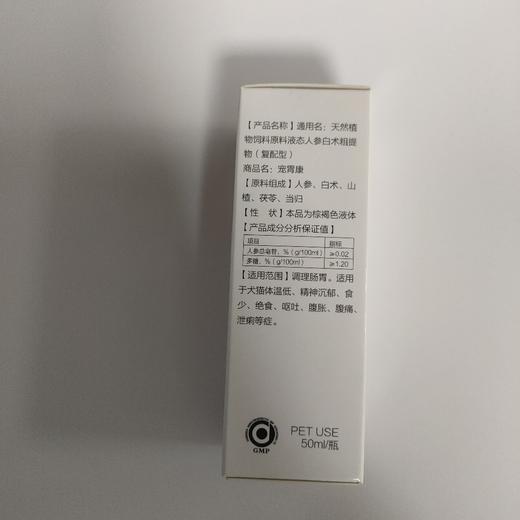 【产品名称】通用名：天然植
物饲料原料液态人参白术粗提
物（复配型）
商品名：宠胃康
【原料组成】人参、白术、山
楂、茯苓、当归
【性 状】本品为棕褐色液体
【产品成分分析保证值】
项目 指标
人参总皂苷，%（g/100ml） ≥0.02
多糖，%（g/100ml） ≥1.20
【适用范围】调理肠胃。适用
于犬猫体温低、精神沉郁、食
少、绝食、呕吐、腹胀、腹痛、
泄痢等症。
GMP
PET USE
50ml/瓶